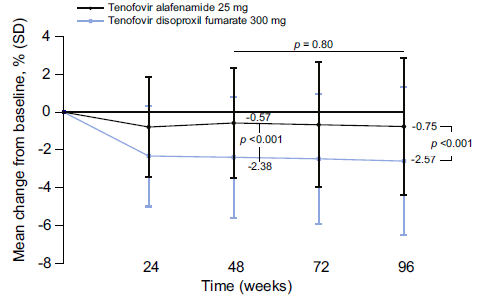 Tenofovir alafenamide 25 mg
Tenofovir disoproxil fumarate 300 mg
Mean change from baseline, % (SD)
4
2
0
-2
-4
-6
-8
p = 0.80
-0.57
p <0.001
-2.38
-0.75
p <0.001
-2.57
24
48
72
96
Time (weeks)